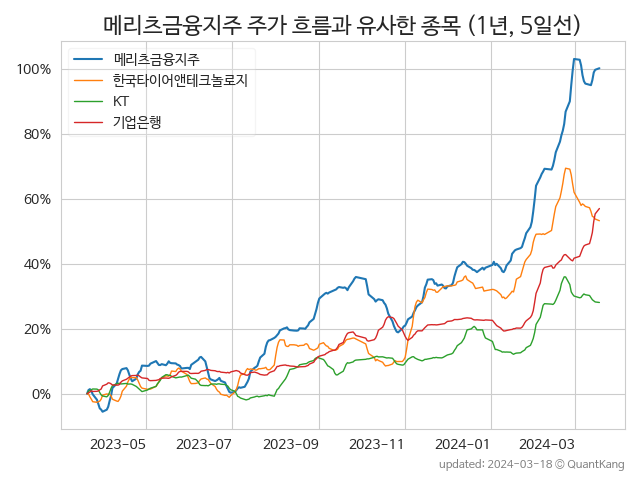 메리츠금융지주 주가 흐름과 유사한 종목 (1년, 5일선)
메리츠금융지주
한국타이어앤테크놀로지
KT
기업은행
100%
80%
60%
40%
20%
0%
2023-05 2023-07 2023-09 2023-11 2024-01 2024-03
updated: 2024-03-18 © QuantKang